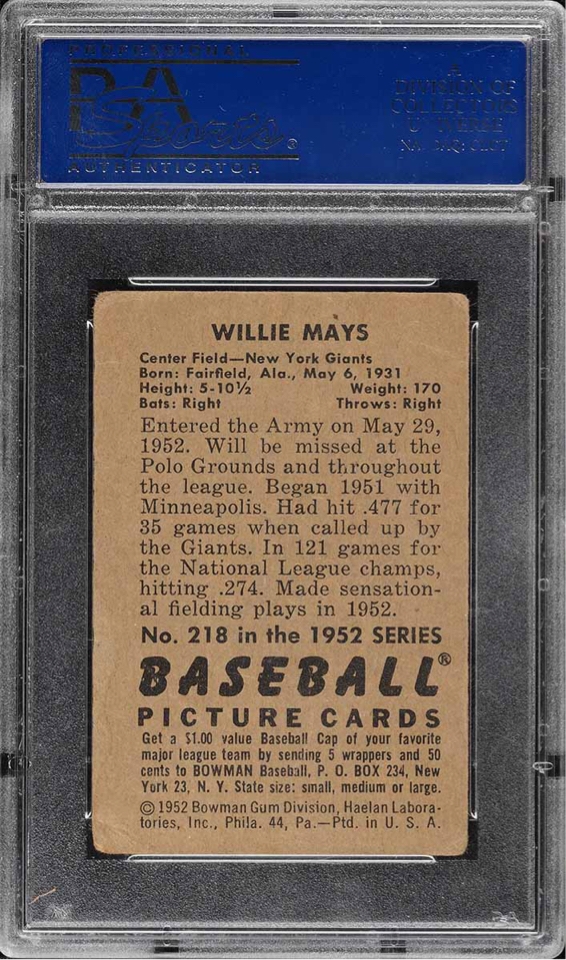 PROFESSIONAL
PSA
Sports®
AUTHENTICATOR
A
DIVISION OF
COLLECTORS
UNIVERSE
WILLIE MAYS
Center Field—New York Giants
Born: Fairfield, Ala., May 6, 1931
Height: 5-10½ Weight: 170
Bats: Right Throws: Right
Entered the Army on May 29,
1952. Will be missed at the
Polo Grounds and throughout
the league. Began 1951 with
Minneapolis. Had hit .477 for
35 games when called up by
the Giants. In 121 games for
the National League champs,
hitting .274. Made sensation-
al fielding plays in 1952.
No. 218 in the 1952 SERIES
BASEBALL®
PICTURE CARDS
Get a $1.00 value Baseball Cap of your favorite
major league team by sending 5 wrappers and 50
cents to BOWMAN Baseball, P. O. BOX 234, New
York 23, N. Y. State size: small, medium or large.
©1952 Bowman Gum Division, Haelan Labora-
tories, Inc., Phila. 44, Pa.—Ptd. in U. S. A.